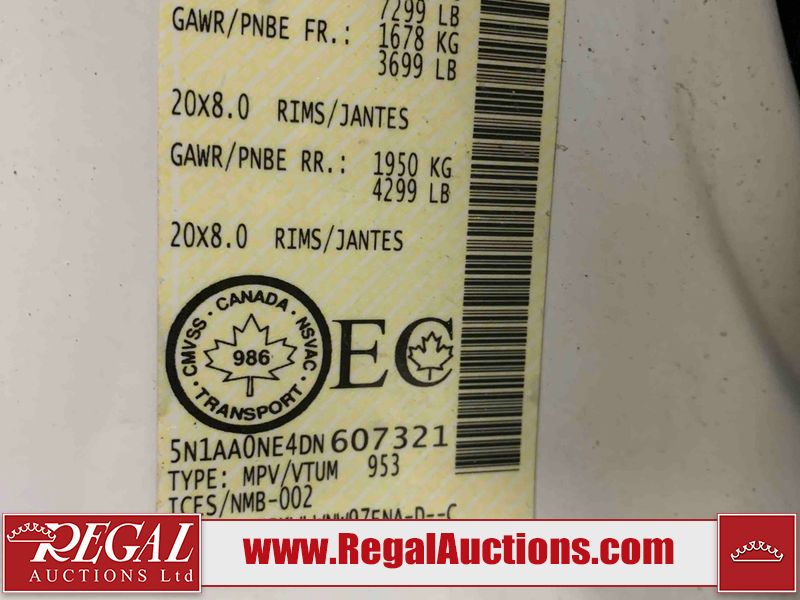 7299 LB
GAWR/PNBE FR.: 1678 KG
3699 LB
20X8.0 RIMS/JANTES
GAWR/PNBE RR.: 1950 KG
4299 LB
20X8.0 RIMS/JANTES
CMVSS · CANADA · NSVAC
986
TRANSPORT
EC
5N1AA0NE4DN607321
TYPE: MPV/VTUM 953
ICES/NMB-002
REGAL
AUCTIONS Ltd
www.RegalAuctions.com